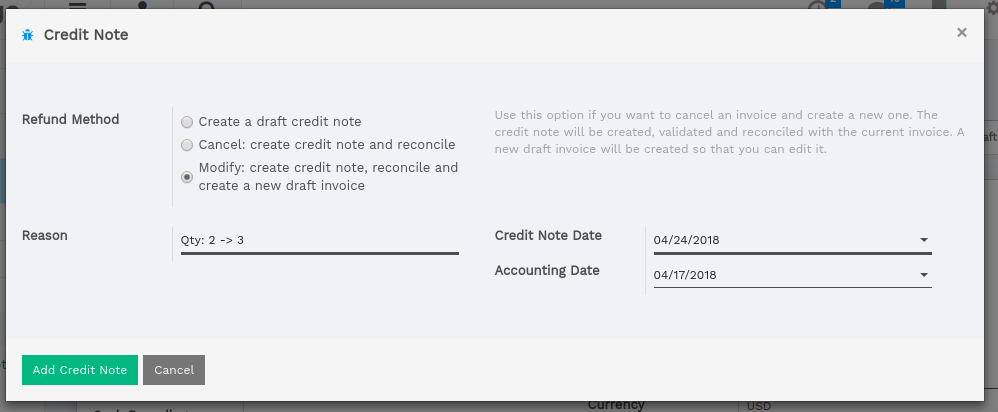 Credit Note
×
Refund Method
Create a draft credit note
Cancel: create credit note and reconcile
Modify: create credit note, reconcile and
create a new draft invoice
Use this option if you want to cancel an invoice and create a new one. The
credit note will be created, validated and reconciled with the current invoice. A
new draft invoice will be created so that you can edit it.
Reason
Qty: 2 -> 3
Credit Note Date
04/24/2018
Accounting Date
04/17/2018
Add Credit Note
Cancel
Currency
USD